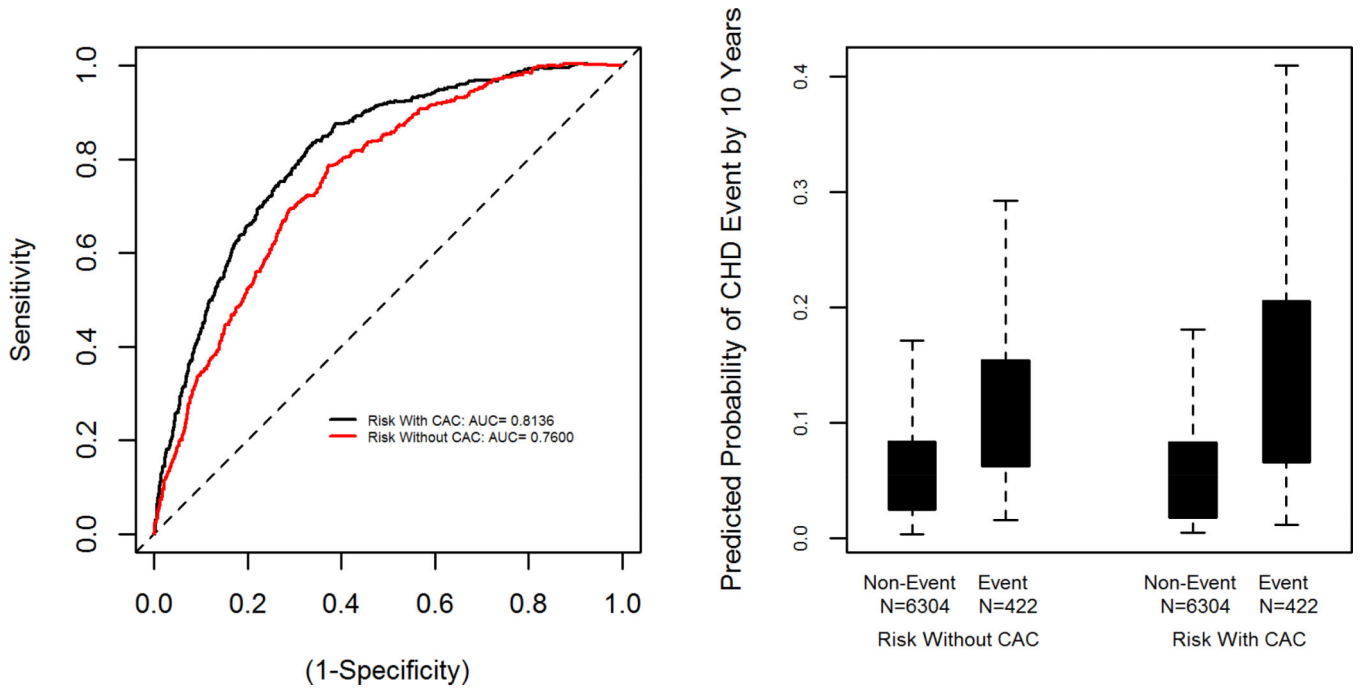 Sensitivity
1.0
0.8
0.6
0.4
0.2
0.0
Risk With CAC: AUC= 0.8136
Risk Without CAC: AUC= 0.7600
0.0 0.2 0.4 0.6 0.8 1.0
(1-Specificity)
Predicted Probability of CHD Event by 10 Years
0.4
0.3
0.2
0.1
0.0
Non-Event Event Non-Event Event
N=6304 N=422 N=6304 N=422
Risk Without CAC Risk With CAC